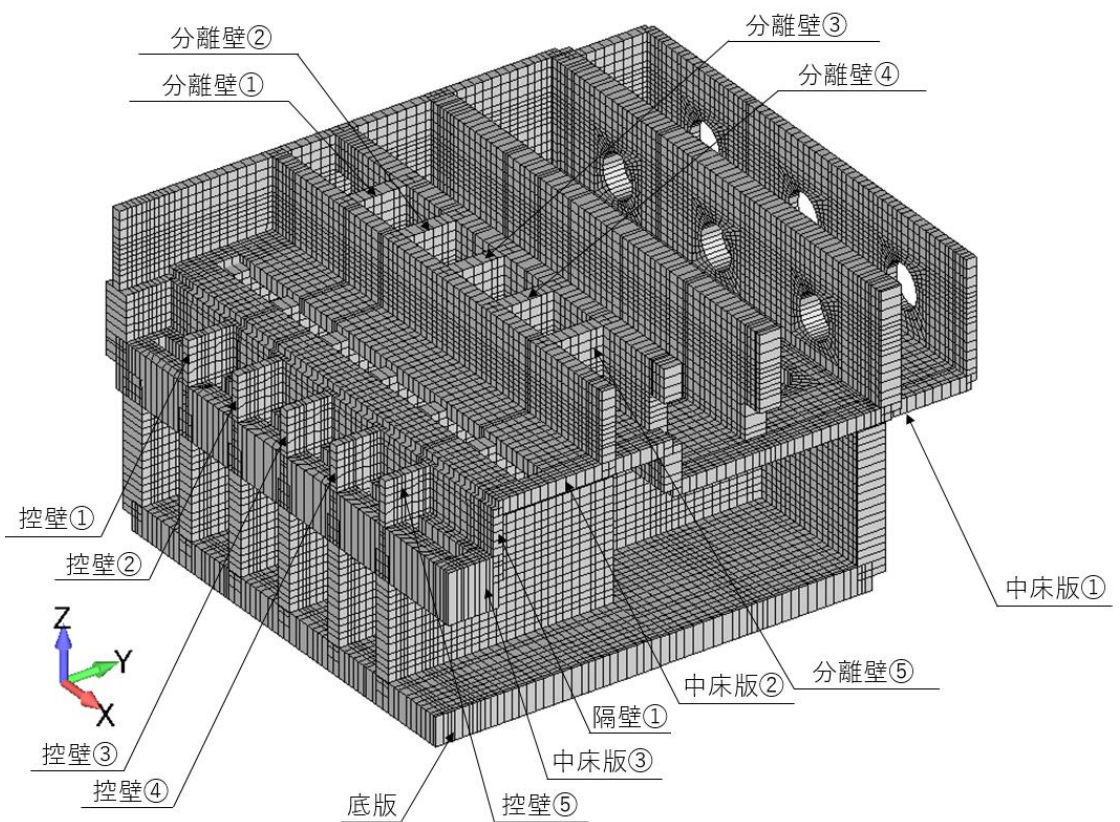 分離壁②
分離壁①
分離壁③
分離壁④
控壁①
控壁②
控壁③
控壁④
底版
控壁⑤
中床版③
隔壁①
中床版②
分離壁⑤
中床版①
Z
Y
X